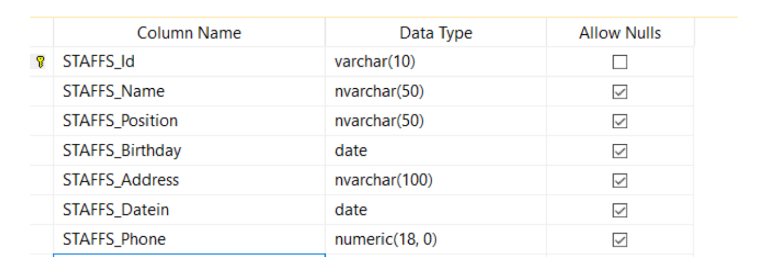 Column Name Data Type Allow Nulls
STAFFS_Id varchar(10)
STAFFS_Name nvarchar(50)
STAFFS_Position nvarchar(50)
STAFFS_Birthday date
STAFFS_Address nvarchar(100)
STAFFS_Datein date
STAFFS_Phone numeric(18, 0)